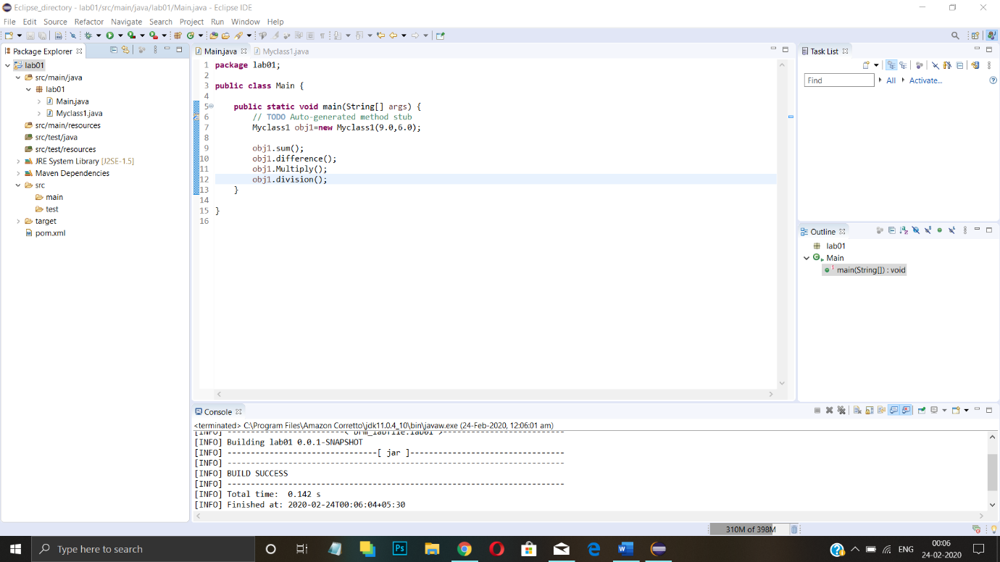 Eclipse_directory - lab01/src/main/java/lab01/Main.java - Eclipse IDE
File Edit Source Refactor Navigate Search Project Run Window Help
Package Explorer
lab01
src/main/java
lab01
Main.java
Myclass1.java
src/main/resources
src/test/java
src/test/resources
JRE System Library [J2SE-1.5]
Maven Dependencies
src
main
test
target
pom.xml
Main.java Myclass1.java
1 package lab01;
2
3 public class Main {
4
5 public static void main(String[] args) {
6 // TODO Auto-generated method stub
7 Myclass1 obj1=new Myclass1(9.0,6.0);
8
9 obj1.sum();
10 obj1.difference();
11 obj1.Multiply();
12 obj1.division();
13 }
14
15 }
16
Task List
Find All Activate...
Outline
lab01
Main
main(String[]) : void
Console
<terminated> C:\Program Files\Amazon Corretto\jdk11.0.4_10\bin\javaw.exe (24-Feb-2020, 12:06:01 am)
[INFO] ------------------------< brm_labfile:lab01 >-------------------------
[INFO] Building lab01 0.0.1-SNAPSHOT
[INFO] --------------------------------[ jar ]---------------------------------
[INFO] ------------------------------------------------------------------------
[INFO] BUILD SUCCESS
[INFO] ------------------------------------------------------------------------
[INFO] Total time:  0.142 s
[INFO] Finished at: 2020-02-24T00:06:04+05:30
310M of 398M
Type here to search
Ps
ENG
00:06
24-02-2020